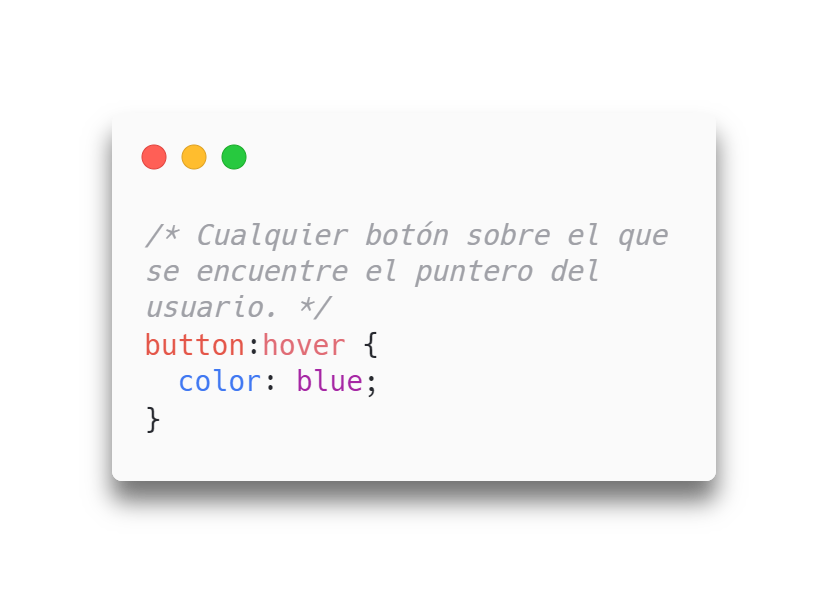 /* Cualquier botón sobre el que
se encuentre el puntero del
usuario. */
button:hover {
  color: blue;
}